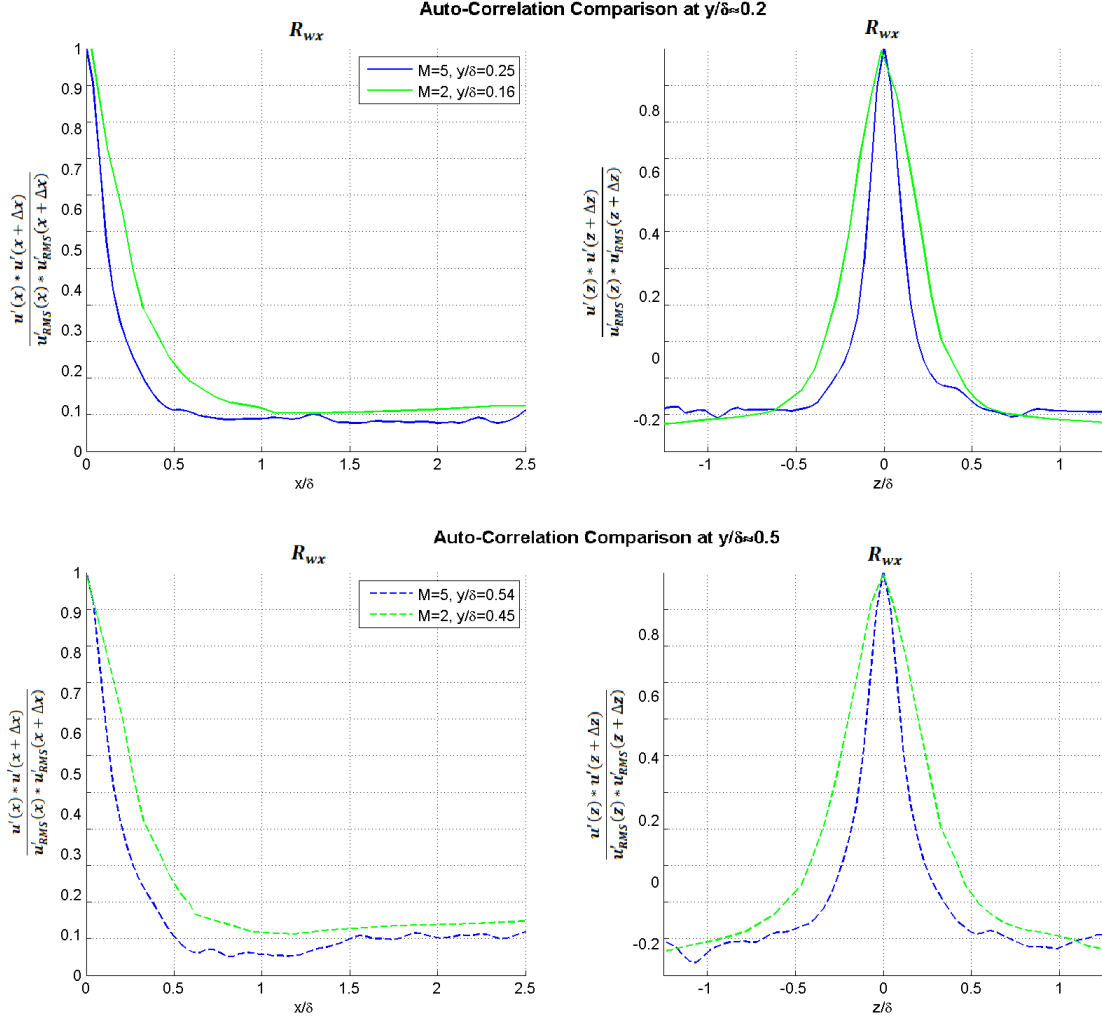 Auto-Correlation Comparison at y/δ≈0.2
R_wx
R_wx
M=5, y/δ=0.25
M=2, y/δ=0.16
u'(x) * u'(x + Δx)
u'_RMS(x) * u'_RMS(x + Δx)
1
0.9
0.8
0.7
0.6
0.5
0.4
0.3
0.2
0.1
0
0 0.5 1 1.5 2 2.5
x/δ
u'(z) * u'(z + Δz)
u'_RMS(z) * u'_RMS(z + Δz)
0.8
0.6
0.4
0.2
0
-0.2
-1 -0.5 0 0.5 1
z/δ
Auto-Correlation Comparison at y/δ≈0.5
R_wx
R_wx
M=5, y/δ=0.54
M=2, y/δ=0.45
u'(x) * u'(x + Δx)
u'_RMS(x) * u'_RMS(x + Δx)
1
0.9
0.8
0.7
0.6
0.5
0.4
0.3
0.2
0.1
0
0 0.5 1 1.5 2 2.5
x/δ
u'(z) * u'(z + Δz)
u'_RMS(z) * u'_RMS(z + Δz)
0.8
0.6
0.4
0.2
0
-0.2
-1 -0.5 0 0.5 1
z/δ